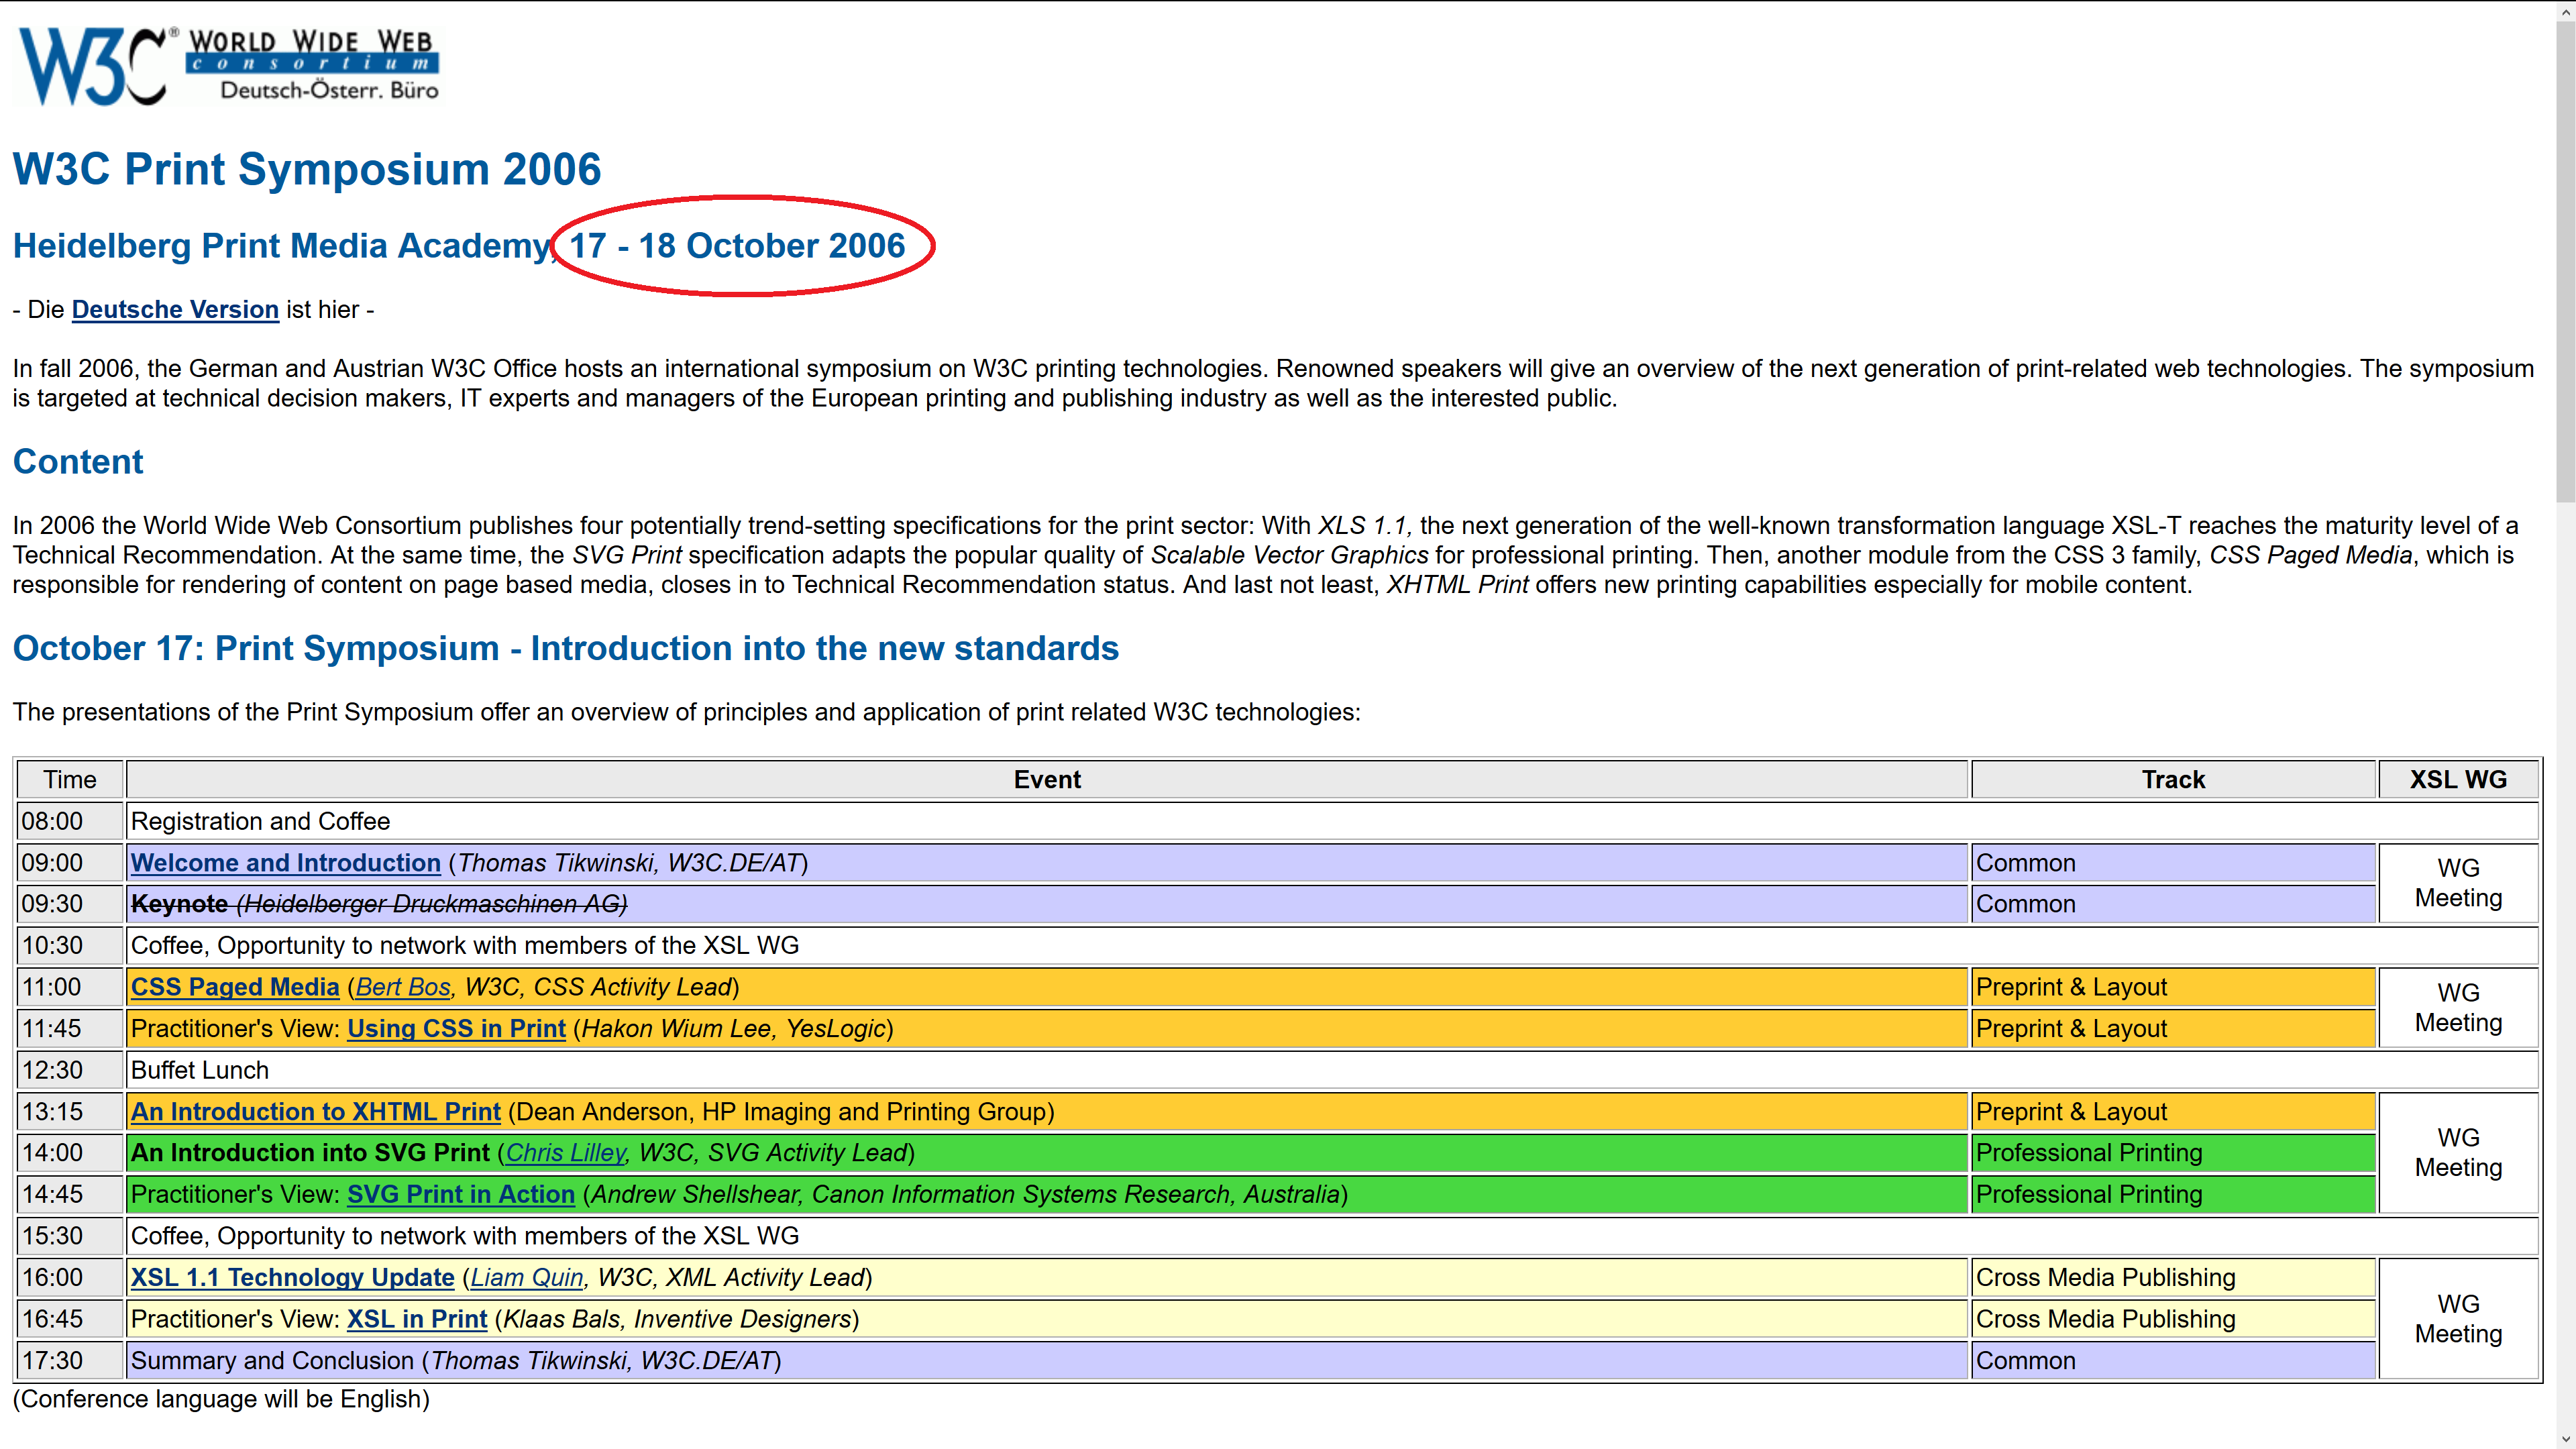 W3C® WORLD WIDE WEB
consortium
Deutsch-Österr. Büro
W3C Print Symposium 2006
Heidelberg Print Media Academy, 17 - 18 October 2006
- Die Deutsche Version ist hier -
In fall 2006, the German and Austrian W3C Office hosts an international symposium on W3C printing technologies. Renowned speakers will give an overview of the next generation of print-related web technologies. The symposium
is targeted at technical decision makers, IT experts and managers of the European printing and publishing industry as well as the interested public.
Content
In 2006 the World Wide Web Consortium publishes four potentially trend-setting specifications for the print sector: With XLS 1.1, the next generation of the well-known transformation language XSL-T reaches the maturity level of a
Technical Recommendation. At the same time, the SVG Print specification adapts the popular quality of Scalable Vector Graphics for professional printing. Then, another module from the CSS 3 family, CSS Paged Media, which is
responsible for rendering of content on page based media, closes in to Technical Recommendation status. And last not least, XHTML Print offers new printing capabilities especially for mobile content.
October 17: Print Symposium - Introduction into the new standards
The presentations of the Print Symposium offer an overview of principles and application of print related W3C technologies:
Time Event Track XSL WG
08:00 Registration and Coffee
09:00 Welcome and Introduction (Thomas Tikwinski, W3C.DE/AT) Common WG Meeting
09:30 Keynote (Heidelberger Druckmaschinen AG) Common
10:30 Coffee, Opportunity to network with members of the XSL WG
11:00 CSS Paged Media (Bert Bos, W3C, CSS Activity Lead) Preprint & Layout WG Meeting
11:45 Practitioner's View: Using CSS in Print (Hakon Wium Lee, YesLogic) Preprint & Layout
12:30 Buffet Lunch
13:15 An Introduction to XHTML Print (Dean Anderson, HP Imaging and Printing Group) Preprint & Layout WG Meeting
14:00 An Introduction into SVG Print (Chris Lilley, W3C, SVG Activity Lead) Professional Printing
14:45 Practitioner's View: SVG Print in Action (Andrew Shellshear, Canon Information Systems Research, Australia) Professional Printing
15:30 Coffee, Opportunity to network with members of the XSL WG
16:00 XSL 1.1 Technology Update (Liam Quin, W3C, XML Activity Lead) Cross Media Publishing WG Meeting
16:45 Practitioner's View: XSL in Print (Klaas Bals, Inventive Designers) Cross Media Publishing
17:30 Summary and Conclusion (Thomas Tikwinski, W3C.DE/AT) Common
(Conference language will be English)